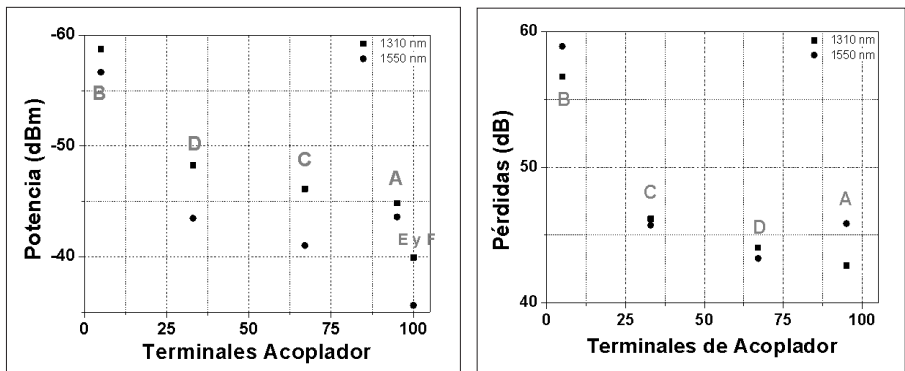 -60
1310 nm
1550 nm
B
-50
D
C
A
E y F
-40
Potencia (dBm)
0
25
50
75
100
Terminales Acoplador
60
1310 nm
1550 nm
B
50
C
A
D
40
Pérdidas (dB)
0
25
50
75
100
Terminales de Acoplador